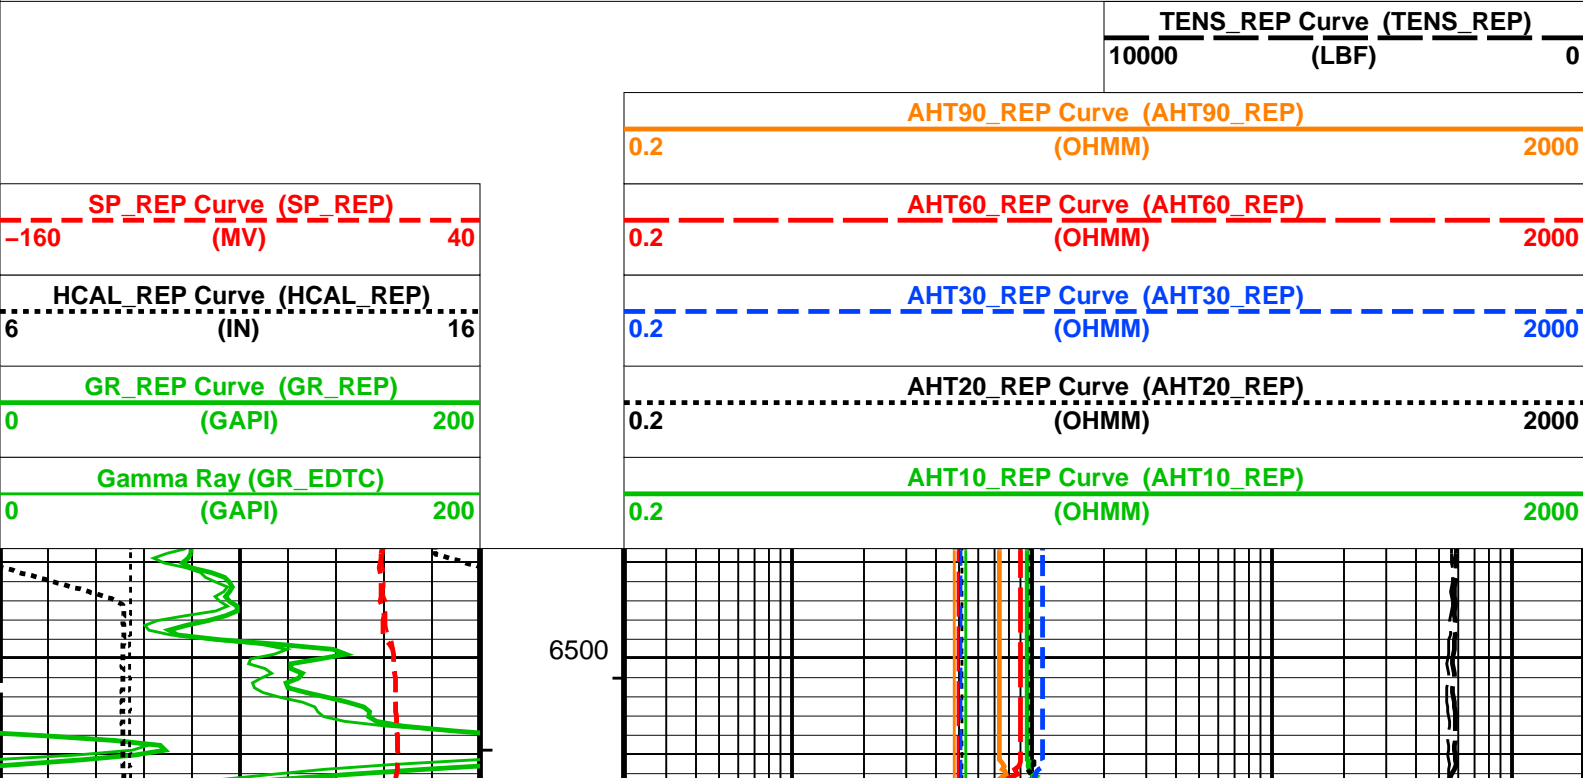 TENS_REP Curve (TENS_REP)
10000 (LBF) 0
AHT90_REP Curve (AHT90_REP)
0.2 (OHMM) 2000
SP_REP Curve (SP_REP)
−160 (MV) 40
AHT60_REP Curve (AHT60_REP)
0.2 (OHMM) 2000
HCAL_REP Curve (HCAL_REP)
6 (IN) 16
AHT30_REP Curve (AHT30_REP)
0.2 (OHMM) 2000
GR_REP Curve (GR_REP)
0 (GAPI) 200
AHT20_REP Curve (AHT20_REP)
0.2 (OHMM) 2000
Gamma Ray (GR_EDTC)
0 (GAPI) 200
AHT10_REP Curve (AHT10_REP)
0.2 (OHMM) 2000
6500